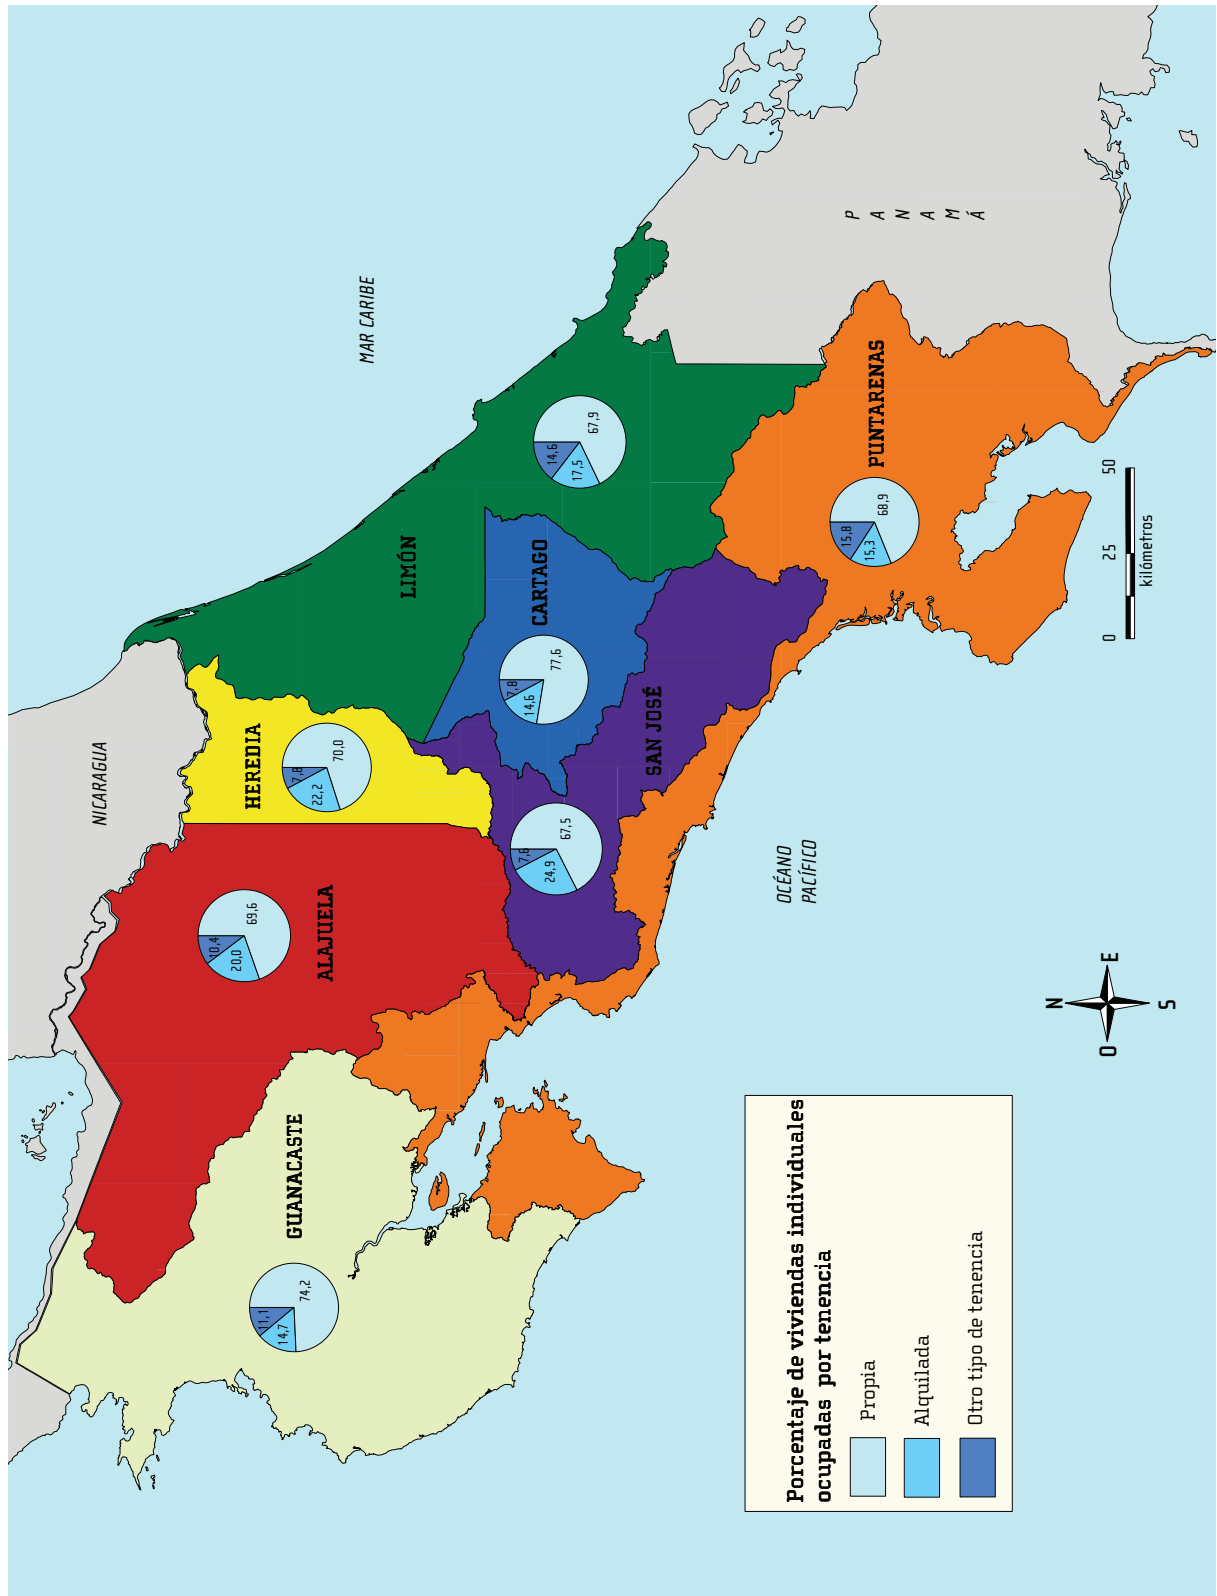 NICARAGUA
MAR CARIBE
HEREDIA
7,8
22,2
70,0
LIMÓN
14,6
17,5
67,9
ALAJUELA
10,4
20,0
69,6
CARTAGO
7,8
14,6
77,6
GUANACASTE
11,1
14,7
74,2
SAN JOSÉ
7,6
24,9
67,5
PUNTARENAS
15,8
15,3
68,9
PANAMÁ
OCÉANO
PACÍFICO
Porcentaje de viviendas individuales
ocupadas por tenencia
Propia
Alquilada
Otro tipo de tenencia
N
O
E
S
0 25 50
kilómetros